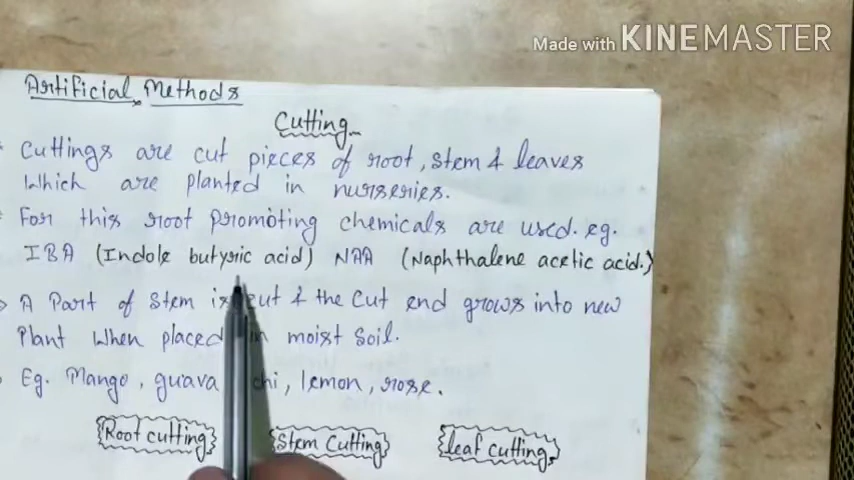 Made with KINEMASTER
Artificial Methods
Cutting
Cuttings are cut pieces of root, stem & leaves
Which are planted in nurseries.
For this root promoting chemicals are used. eg.
IBA (Indole butyric acid) NAA (Naphthalene acetic acid.)
A Part of Stem is cut & the Cut end grows into new
Plant When placed in moist Soil.
Eg. Mango, guava , lemon, rose.
Root cutting Stem Cutting leaf cutting